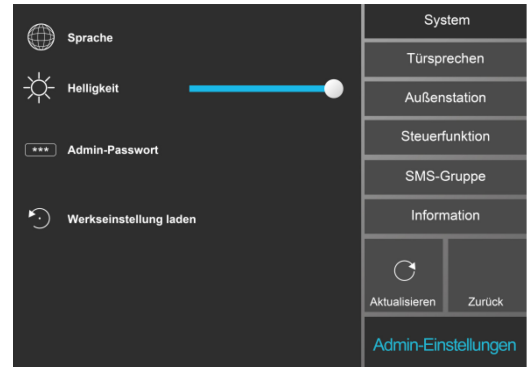 Sprache
Helligkeit
***
Admin-Passwort
Werkseinstellung laden
System
Türsprechen
Außenstation
Steuerfunktion
SMS-Gruppe
Information
Aktualisieren
Zurück
Admin-Einstellungen